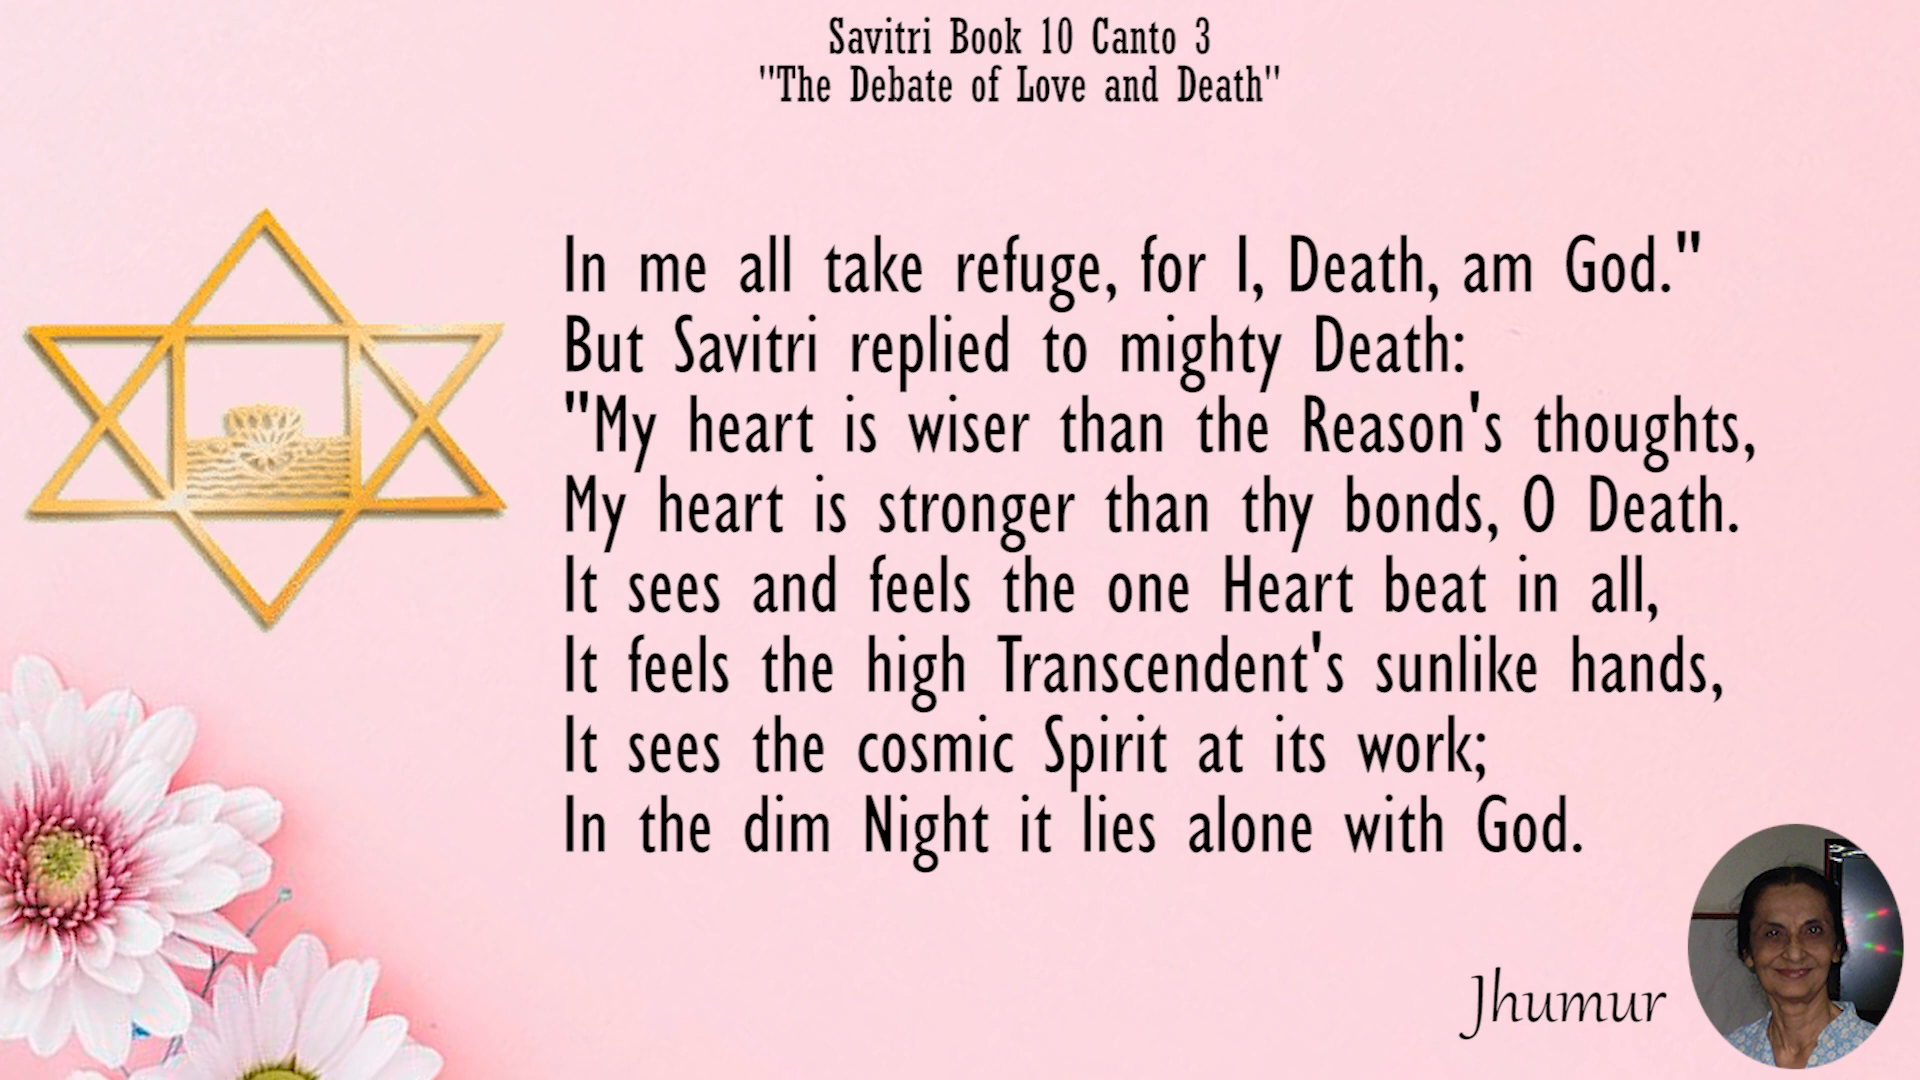 Savitri Book 10 Canto 3
"The Debate of Love and Death"
In me all take refuge, for I, Death, am God."
But Savitri replied to mighty Death:
"My heart is wiser than the Reason's thoughts,
My heart is stronger than thy bonds, O Death.
It sees and feels the one Heart beat in all,
It feels the high Transcendent's sunlike hands,
It sees the cosmic Spirit at its work;
In the dim Night it lies alone with God.
Jhumur